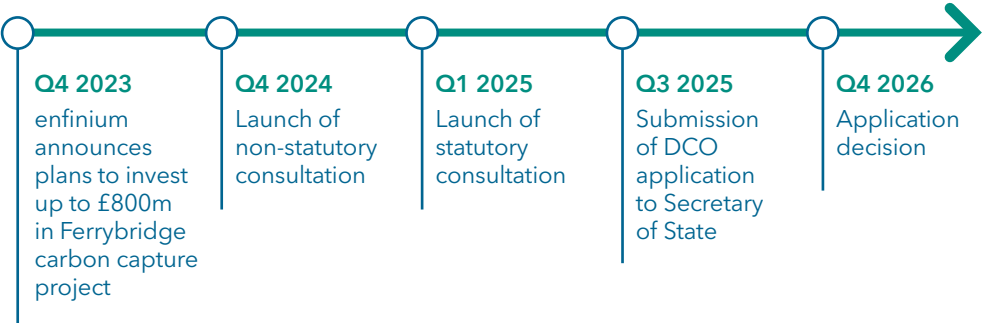 Q4 2023
enfinium
announces
plans to invest
up to £800m
in Ferrybridge
carbon capture
project
Q4 2024
Launch of
non-statutory
consultation
Q1 2025
Launch of
statutory
consultation
Q3 2025
Submission
of DCO
application
to Secretary
of State
Q4 2026
Application
decision